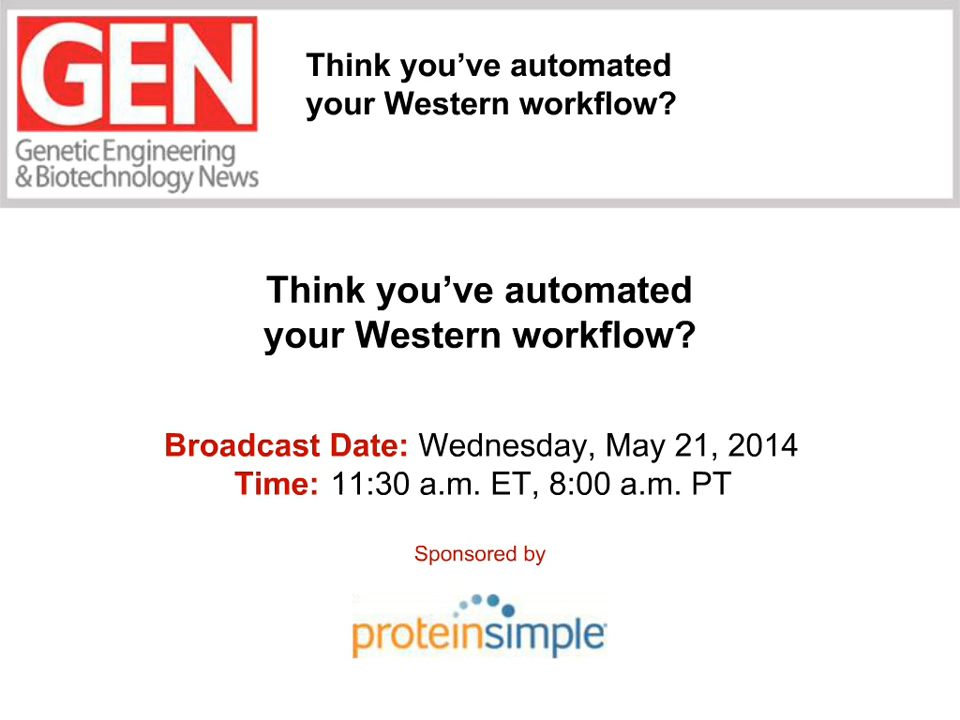 GEN
Genetic Engineering
& Biotechnology News
Think you’ve automated
your Western workflow?
Think you’ve automated
your Western workflow?
Broadcast Date: Wednesday, May 21, 2014
Time: 11:30 a.m. ET, 8:00 a.m. PT
Sponsored by
proteinsimple